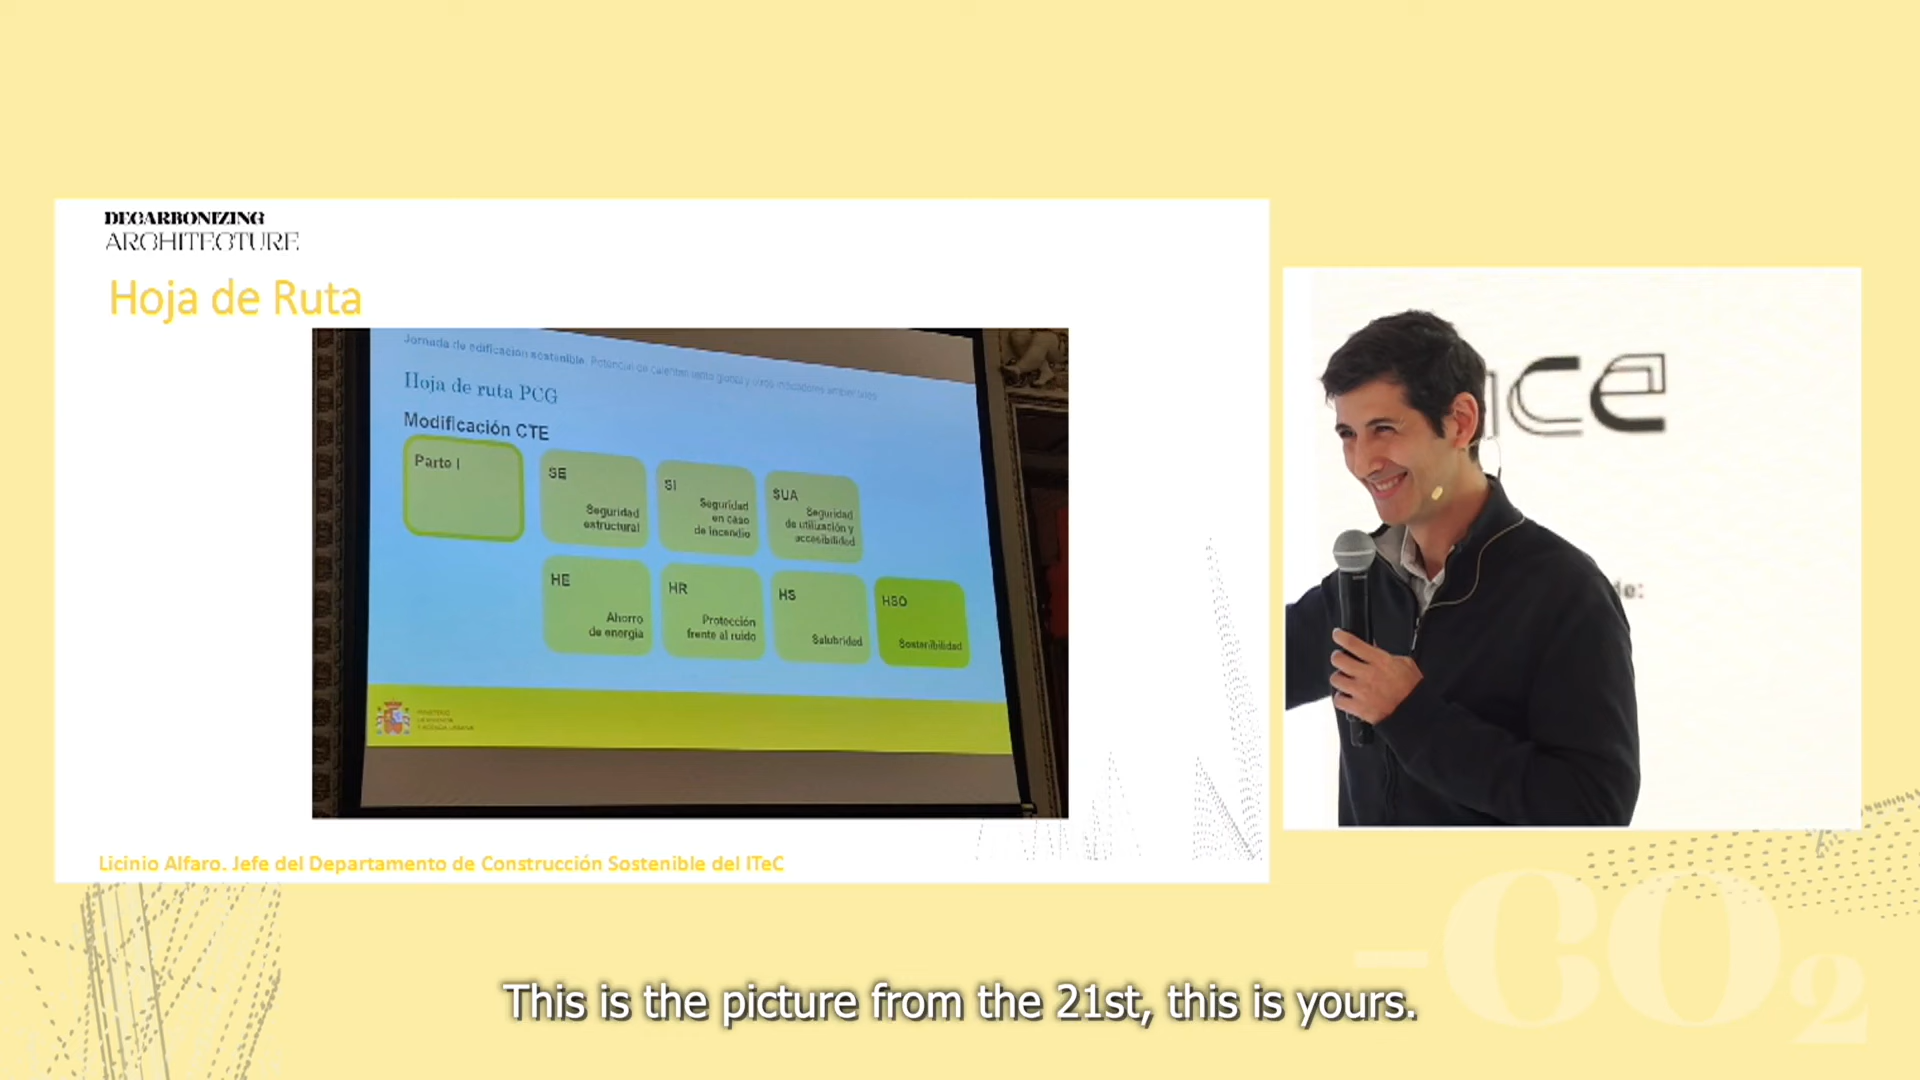 DECARBONIZING
ARCHITECTURE
Hoja de Ruta
Jornada de edificación sostenible.
Hoja de ruta PCG
Modificación CTE
Parte I
SE
Seguridad
estructural
SI
Seguridad
en caso
de incendio
SUA
Seguridad
de utilización y
accesibilidad
HE
Ahorro
de energía
HR
Protección
frente al ruido
HS
Salubridad
HSO
Sostenibilidad
nce
de:
Licinio Alfaro. Jefe del Departamento de Construcción Sostenible del ITeC
-CO2
This is the picture from the 21st, this is yours.